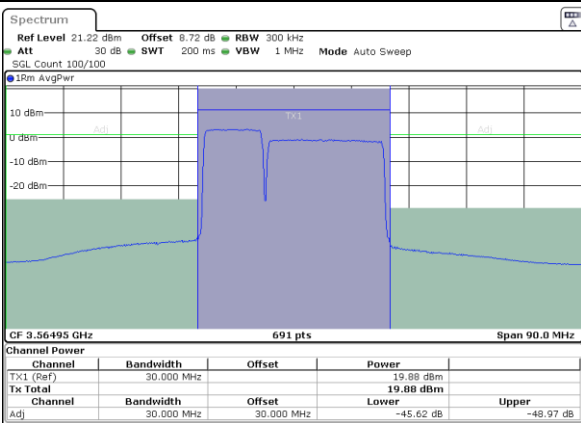 Spectrum
Ref Level 21.22 dBm Offset 8.72 dB RBW 300 kHz
Att 30 dB SWT 200 ms VBW 1 MHz Mode Auto Sweep
SGL Count 100/100
1Rm AvgPwr
TX1
10 dBm
Adj Adj
0 dBm
-10 dBm
-20 dBm
CF 3.56495 GHz 691 pts Span 90.0 MHz
Channel Power
Channel Bandwidth Offset Power
TX1 (Ref) 30.000 MHz 19.88 dBm
Tx Total 19.88 dBm
Channel Bandwidth Offset Lower Upper
Adj 30.000 MHz 30.000 MHz -45.62 dB -48.97 dB